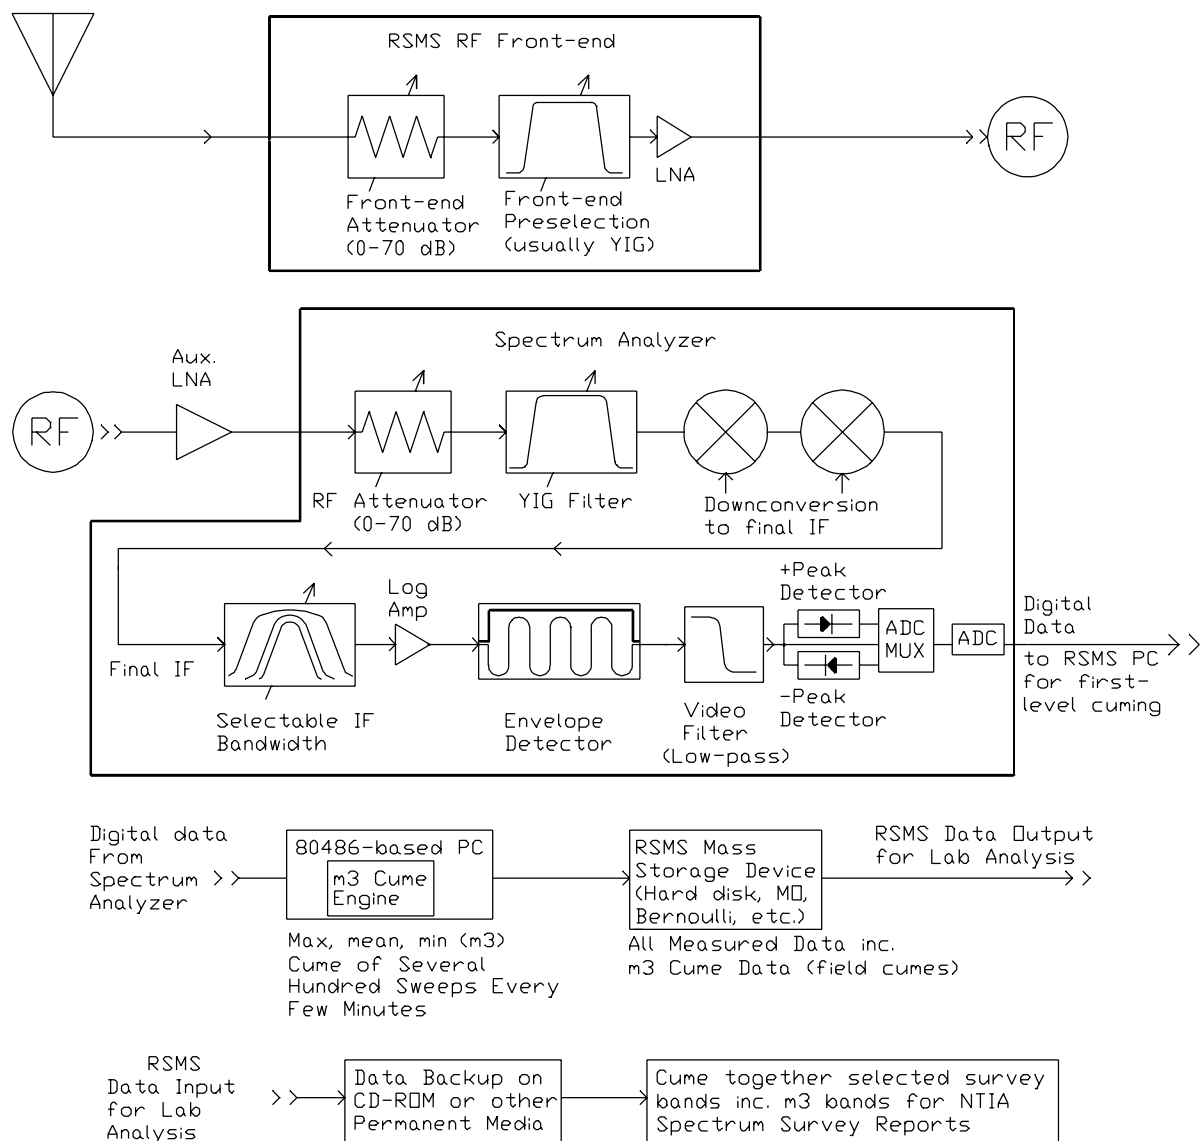 RSMS RF Front-end
RF
LNA
Front-end
Attenuator
(0-70 dB)
Front-end
Preselection
(usually YIG)
Spectrum Analyzer
Aux.
LNA
RF
RF Attenuator
(0-70 dB)
YIG Filter
Downconversion
to final IF
+Peak
Detector
Log
Amp
ADC
MUX
ADC
Digital
Data
to RSMS PC
for first-
level cuming
Final IF
Selectable IF
Bandwidth
Envelope
Detector
Video
Filter
(Low-pass)
-Peak
Detector
Digital data
From
Spectrum
Analyzer
80486-based PC
m3 Cume
Engine
Max, mean, min (m3)
Cume of Several
Hundred Sweeps Every
Few Minutes
RSMS Mass
Storage Device
(Hard disk, MO,
Bernoulli, etc.)
All Measured Data inc.
m3 Cume Data (field cumes)
RSMS Data Output
for Lab Analysis
RSMS
Data Input
for Lab
Analysis
Data Backup on
CD-ROM or other
Permanent Media
Cume together selected survey
bands inc. m3 bands for NTIA
Spectrum Survey Reports